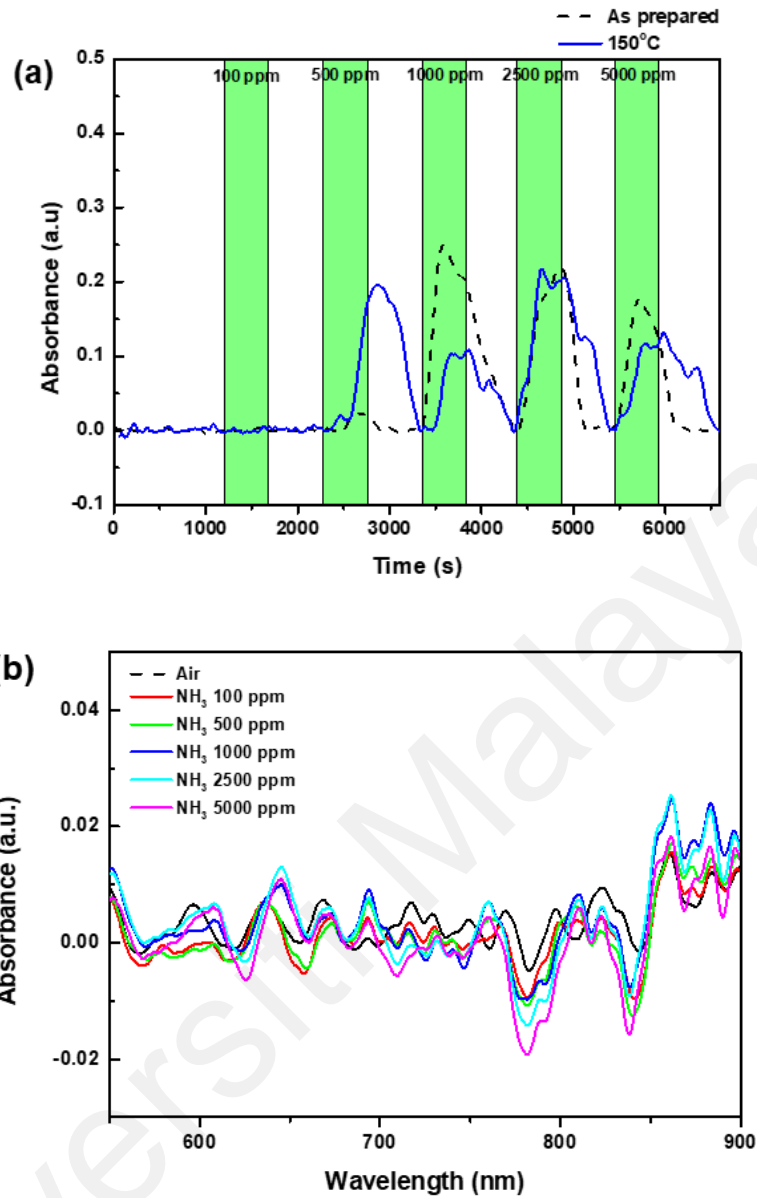 As prepared
150°C
(a)
100 ppm 500 ppm 1000 ppm 2500 ppm 5000 ppm
0.5
0.4
0.3
0.2
0.1
0.0
-0.1
Absorbance (a.u)
0 1000 2000 3000 4000 5000 6000
Time (s)
(b)
Air
NH3 100 ppm
NH3 500 ppm
NH3 1000 ppm
NH3 2500 ppm
NH3 5000 ppm
0.04
0.02
0.00
-0.02
Absorbance (a.u.)
600 700 800 900
Wavelength (nm)
Malaya